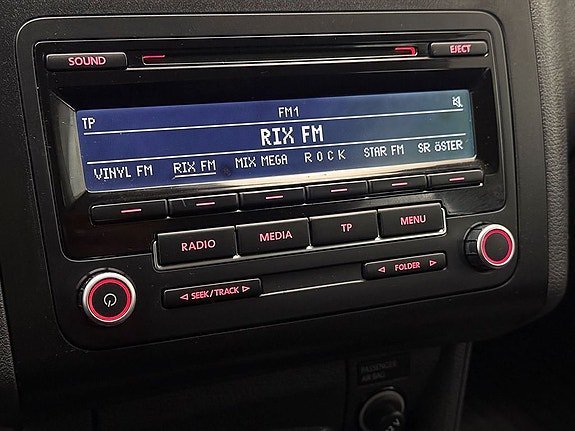 SOUND
EJECT
TP FM1
RIX FM
VINYL FM RIX FM MIX MEGA ROCK STAR FM SR ÖSTER
RADIO MEDIA TP MENU
SEEK/TRACK FOLDER
PASSENGER
AIR BAG